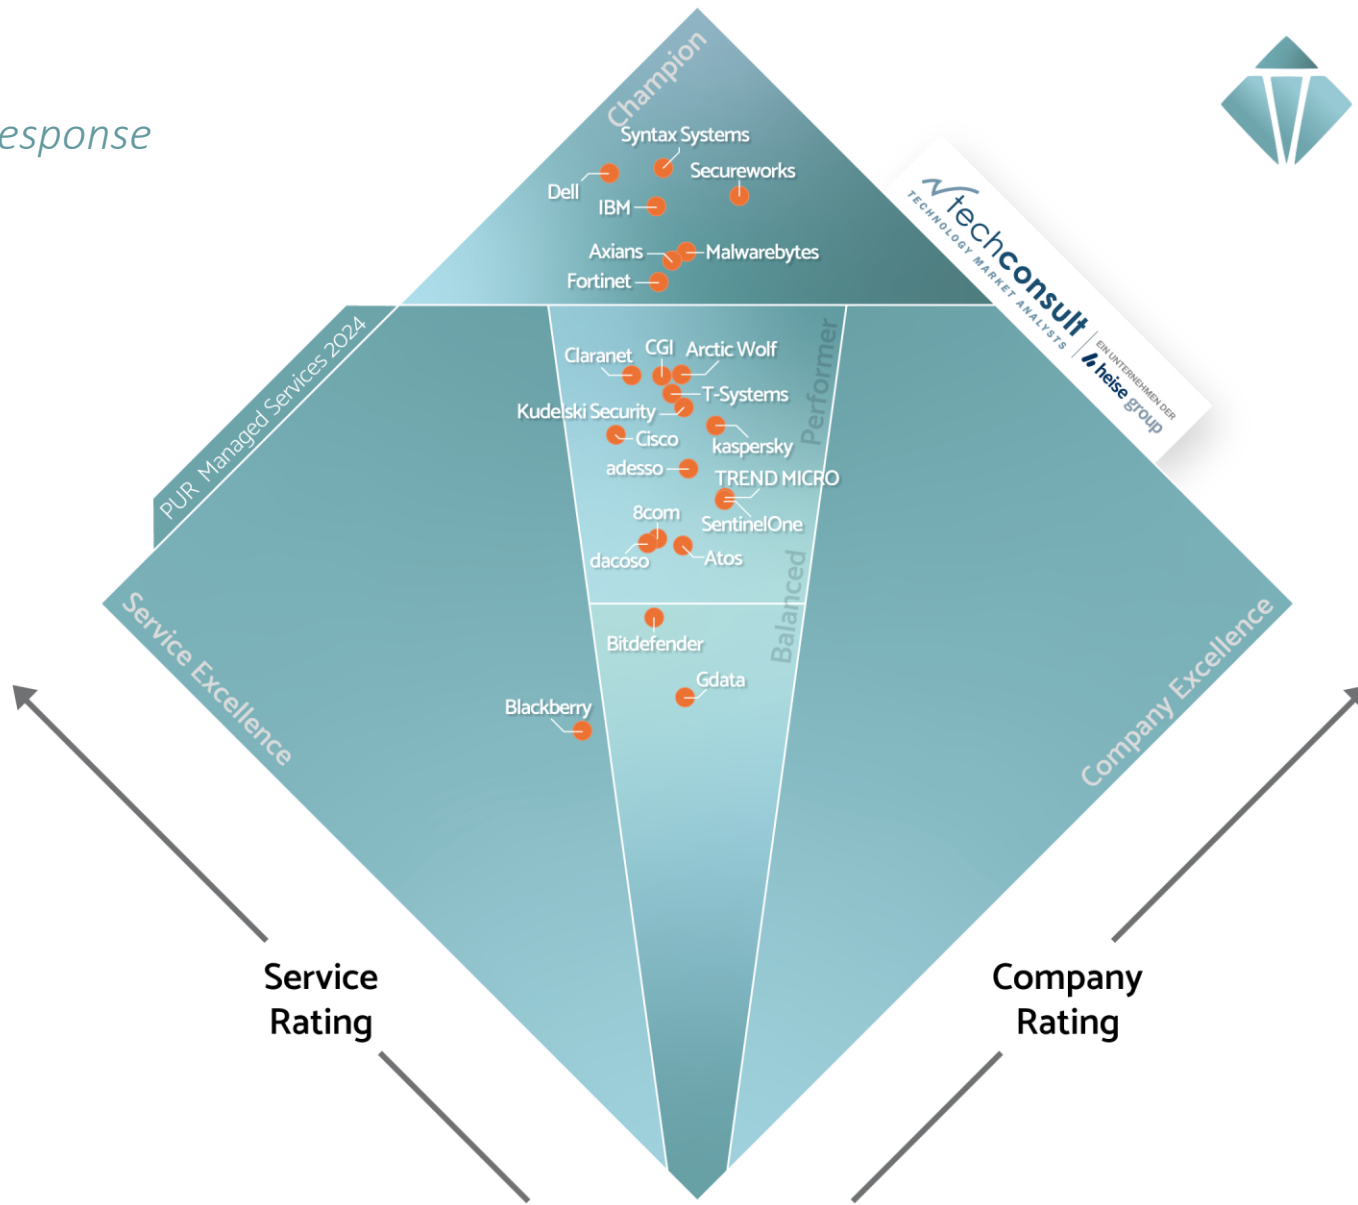 esponse
Champion
Syntax Systems
Secureworks
Dell
IBM
Axians
Malwarebytes
Fortinet
techconsult
TECHNOLOGY MARKET ANALYSTS
EIN UNTERNEHMEN DER
heise group
PUR Managed Services 2024
Claranet
CGI
Arctic Wolf
T-Systems
Kudelski Security
Cisco
kaspersky
adesso
TREND MICRO
SentinelOne
8com
dacoso
Atos
Balanced Performer
Bitdefender
Gdata
Blackberry
Service Excellence
Company Excellence
Service
Rating
Company
Rating